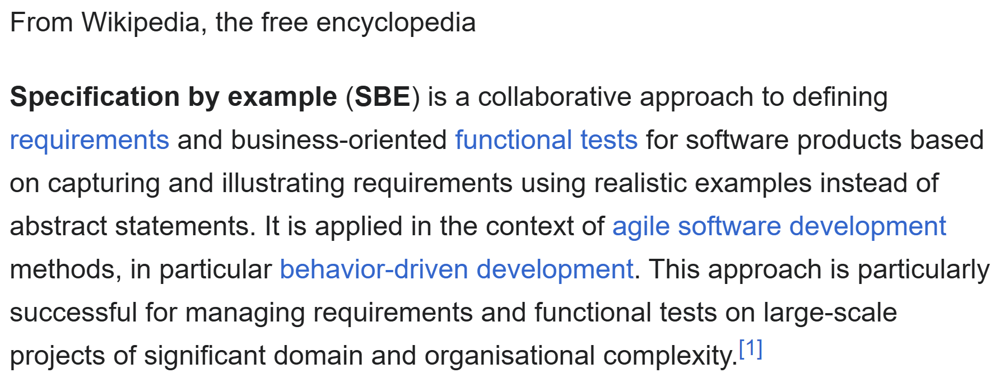 From Wikipedia, the free encyclopedia
Specification by example (SBE) is a collaborative approach to defining
requirements and business-oriented functional tests for software products based
on capturing and illustrating requirements using realistic examples instead of
abstract statements. It is applied in the context of agile software development
methods, in particular behavior-driven development. This approach is particularly
successful for managing requirements and functional tests on large-scale
projects of significant domain and organisational complexity.[1]